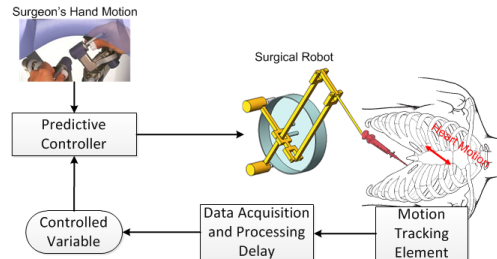 Surgeon's Hand Motion
Surgical Robot
Predictive
Controller
Heart Motion
Controlled
Variable
Data Acquisition
and Processing
Delay
Motion
Tracking
Element